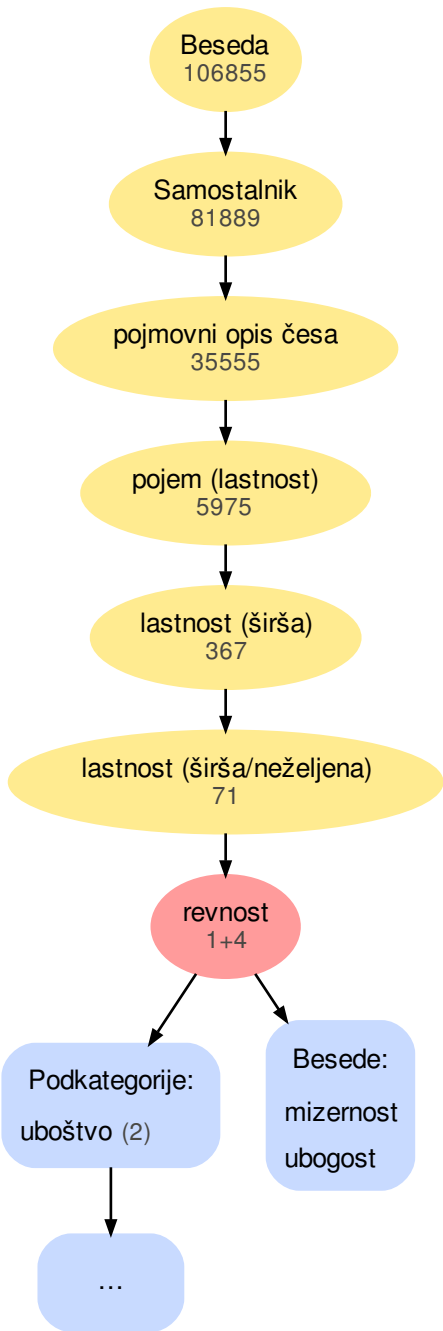 Beseda
106855
Samostalnik
81889
pojmovni opis česa
35555
pojem (lastnost)
5975
lastnost (širša)
367
lastnost (širša/neželjena)
71
revnost
1+4
Podkategorije:
uboštvo (2)
Besede:
mizernost
ubogost
…